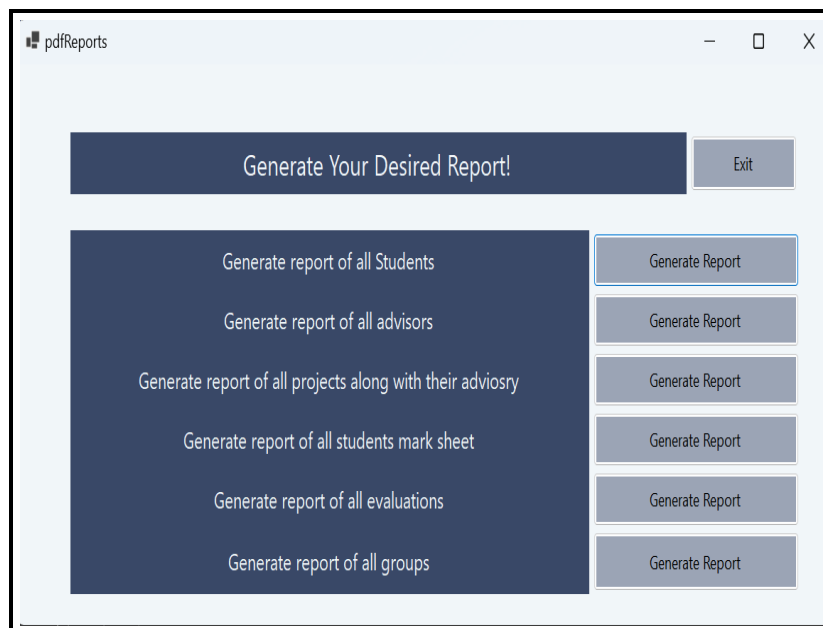 pdfReports
Generate Your Desired Report!
Exit
Generate report of all Students
Generate Report
Generate report of all advisors
Generate Report
Generate report of all projects along with their adviosry
Generate Report
Generate report of all students mark sheet
Generate Report
Generate report of all evaluations
Generate Report
Generate report of all groups
Generate Report